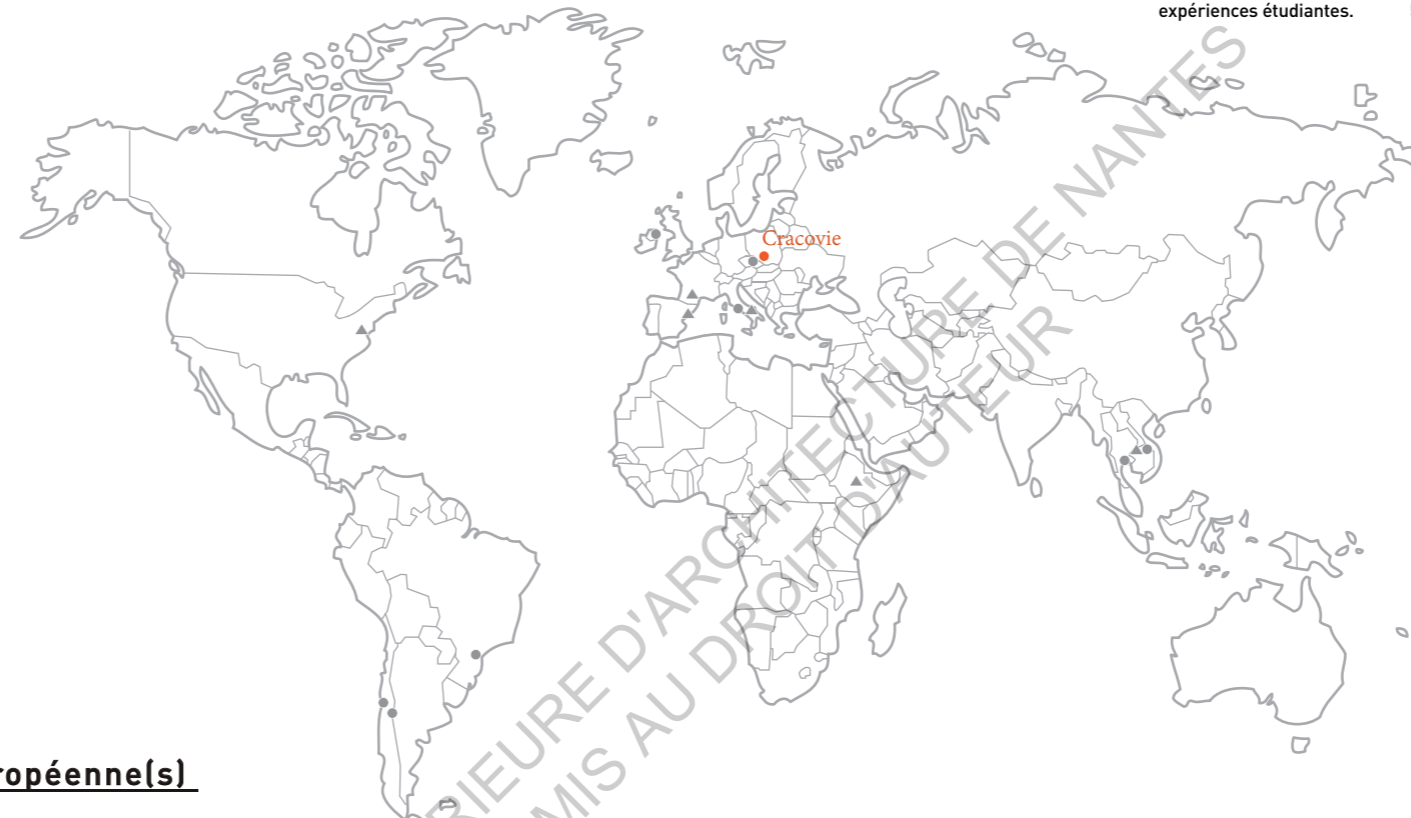 expériences étudiantes.
Cracovie
ropéenne(s)
RIEURE D'ARCHITECTURE DE NANTES
MIS AU DROIT D'AUTEUR